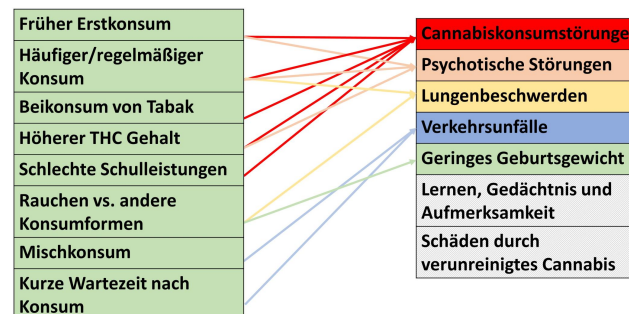 Früher Erstkonsum
Häufiger/regelmäßiger
Konsum
Beikonsum von Tabak
Höherer THC Gehalt
Schlechte Schulleistungen
Rauchen vs. andere
Konsumformen
Mischkonsum
Kurze Wartezeit nach
Konsum
Cannabiskonsumstörunge
Psychotische Störungen
Lungenbeschwerden
Verkehrsunfälle
Geringes Geburtsgewicht
Lernen, Gedächtnis und
Aufmerksamkeit
Schäden durch
verunreinigtes Cannabis